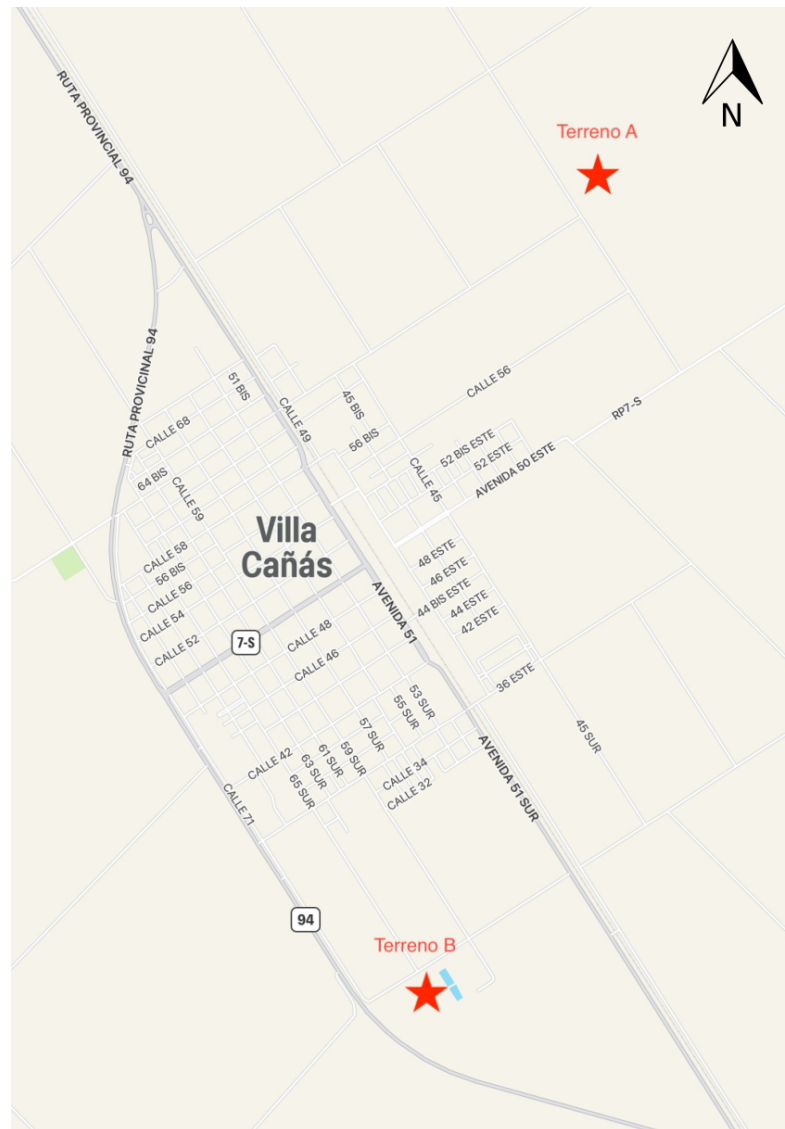 RUTA PROVINCIAL 94
N
Terreno A
RUTA PROVICINAL 94
51 BIS
45 BIS
CALLE 56
CALLE 49
RP7-S
CALLE 68
56 BIS
52 BIS ESTE
52 ESTE
CALLE 45
AVENIDA 50 ESTE
64 BIS
CALLE 59
Villa
Cañás
CALLE 58
56 BIS
CALLE 56
CALLE 54
CALLE 52
7-S
CALLE 48
CALLE 46
AVENIDA 51
48 ESTE
46 ESTE
44 BIS ESTE
44 ESTE
42 ESTE
36 ESTE
45 SUR
53 SUR
55 SUR
57 SUR
59 SUR
61 SUR
63 SUR
65 SUR
CALLE 42
CALLE 34
CALLE 32
AVENIDA 51 SUR
CALLE 71
94
Terreno B